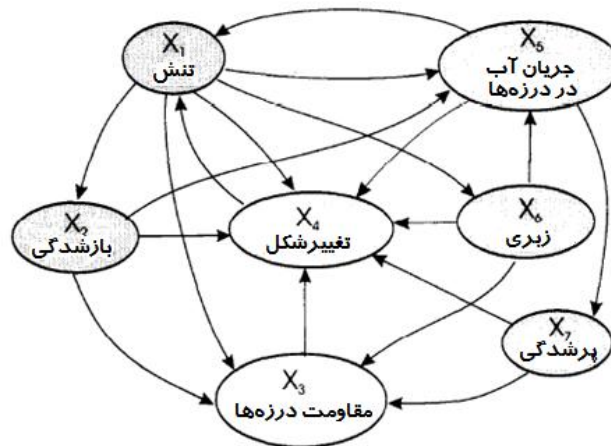 X₁
تنش
X₅
جریان آب
در درزه‌ها
X₂
بازشدگی
X₄
تغییرشکل
X₆
زبری
X₇
پرشدگی
X₃
مقاومت درزه‌ها